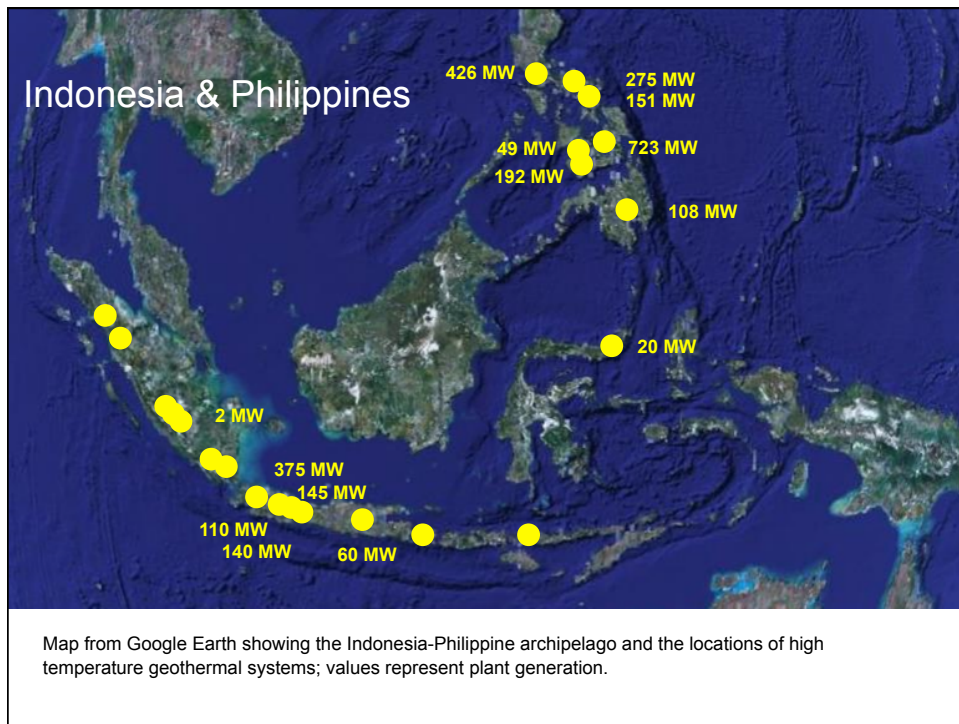 426 MW
275 MW
Indonesia & Philippines
151 MW
49 MW
723 MW
192 MW
108 MW
20 MW
2 MW
375 MW
145 MW
110 MW
140 MW
60 MW
Map from Google Earth showing the Indonesia-Philippine archipelago and the locations of high
temperature geothermal systems; values represent plant generation.